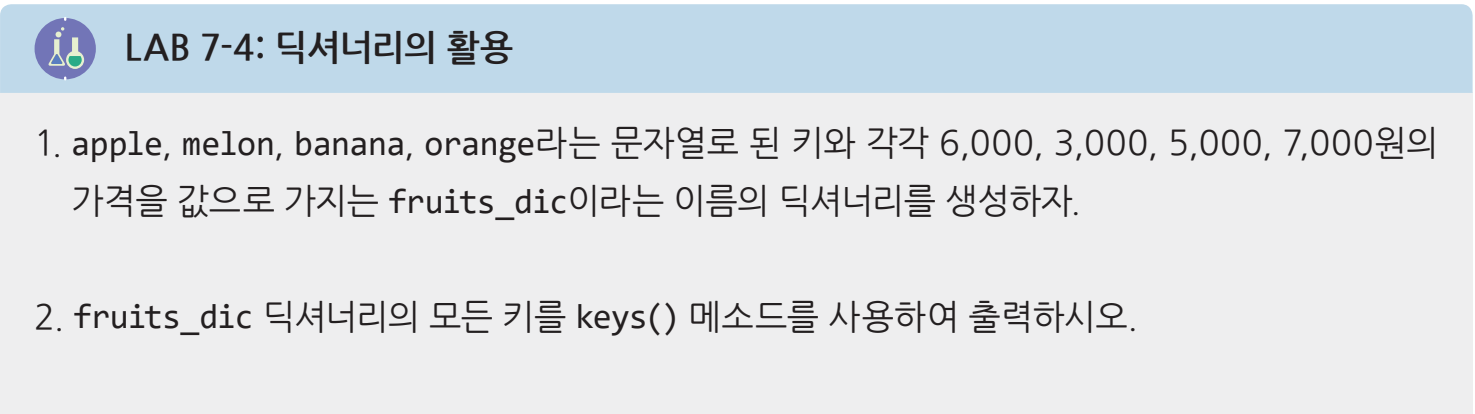 LAB 7-4: 딕셔너리의 활용
1. apple, melon, banana, orange라는 문자열로 된 키와 각각 6,000, 3,000, 5,000, 7,000원의
가격을 값으로 가지는 fruits_dic이라는 이름의 딕셔너리를 생성하자.
2. fruits_dic 딕셔너리의 모든 키를 keys() 메소드를 사용하여 출력하시오.